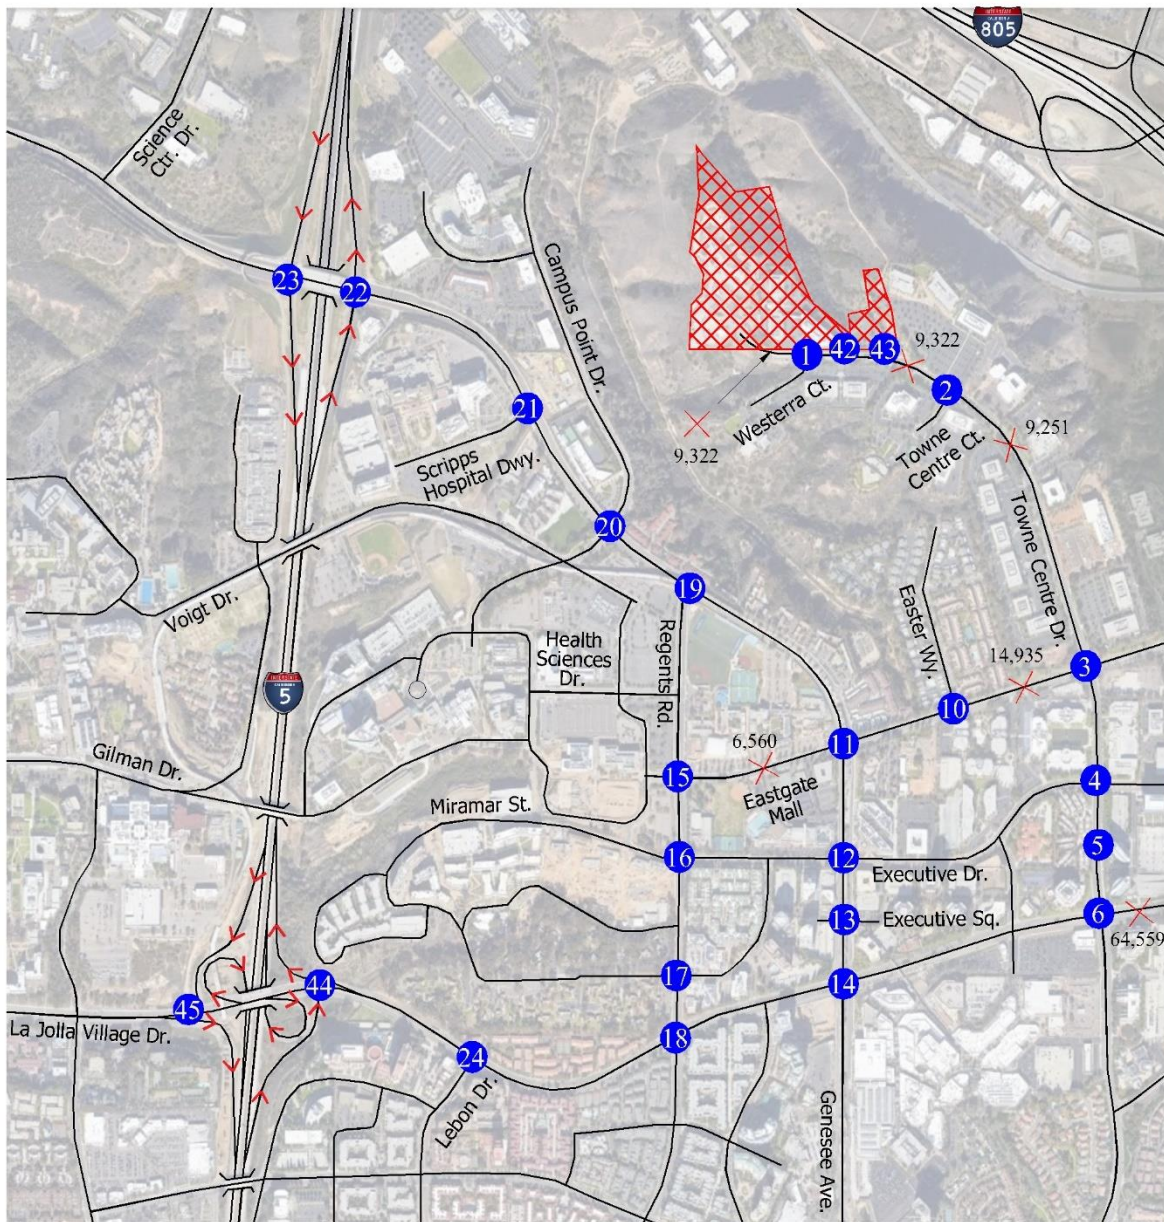 INTERSTATE
CALIFORNIA
805
Science
Ctr. Dr.
23
22
Campus Point Dr.
1
42
43
9,322
2
Westerra Ct.
9,322
21
Scripps
Hospital Dwy.
Towne
Centre Ct.
9,251
Towne Centre Dr.
20
19
Voigt Dr.
Health
Sciences
Dr.
Regents Rd.
Easter Wy.
14,935
3
5
10
11
6,560
Gilman Dr.
15
Eastgate
Mall
4
Miramar St.
16
12
5
Executive Dr.
13
Executive Sq.
6
64,559
17
14
44
45
La Jolla Village Dr.
18
24
Lebon Dr.
Genesee Ave.